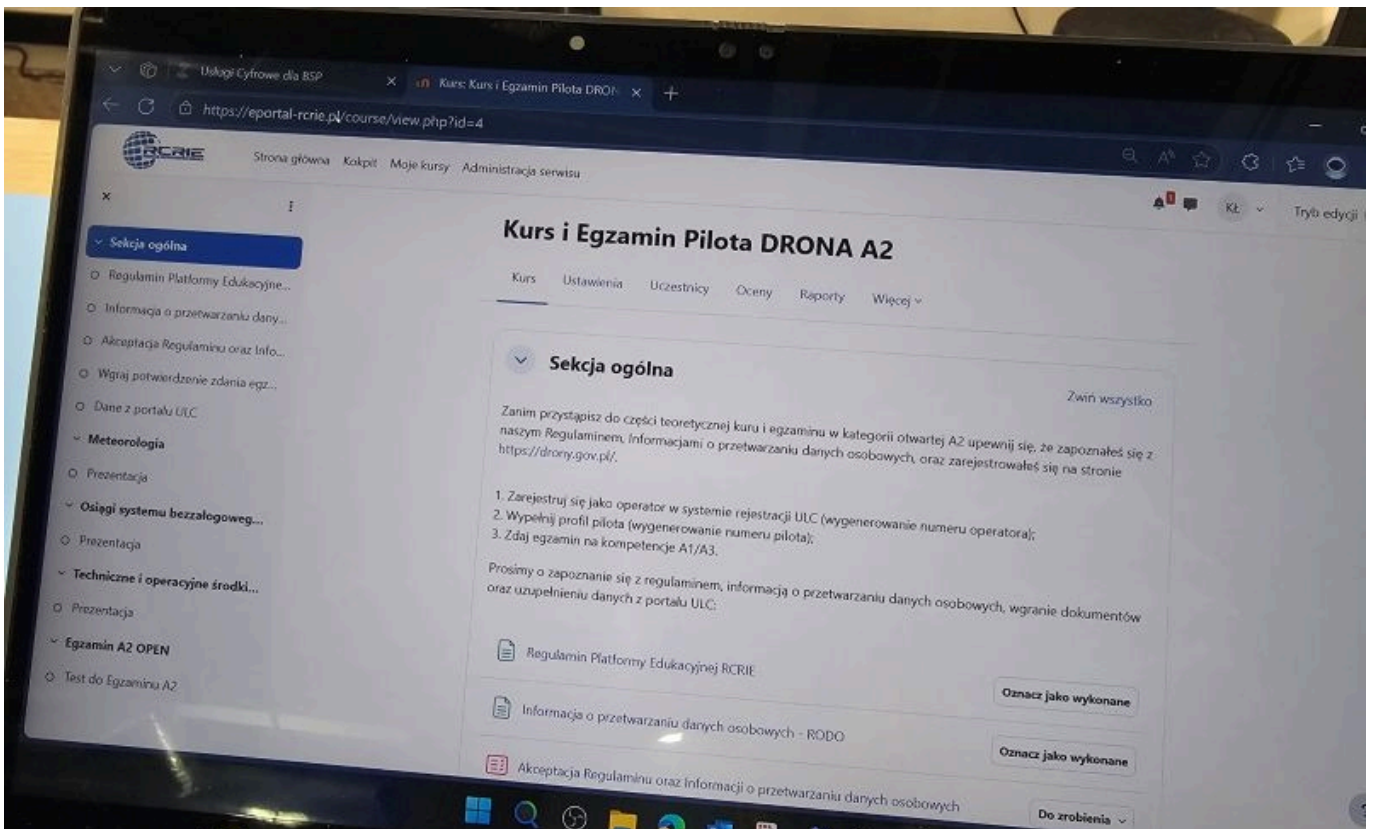 Usługi Cyfrowe dla BSP
Kurs: Kurs i Egzamin Pilota DRON
https://eportal-rcrie.pl/course/view.php?id=4
RCRIE
Strona główna Kokpit Moje kursy Administracja serwisu
1
KŁ
Tryb edycji
Sekcja ogólna
Regulamin Platformy Edukacyjne...
Informacja o przetwarzaniu dany...
Akceptacja Regulaminu oraz Info...
Wgraj potwierdzenie zdania egz...
Dane z portalu ULC
Meteorologia
Prezentacja
Osiągi systemu bezzałogoweg...
Prezentacja
Techniczne i operacyjne środki...
Prezentacja
Egzamin A2 OPEN
Test do Egzaminu A2
Kurs i Egzamin Pilota DRONA A2
Kurs Ustawienia Uczestnicy Oceny Raporty Więcej
Sekcja ogólna
Zwiń wszystko
Zanim przystąpisz do części teoretycznej kuru i egzaminu w kategorii otwartej A2 upewnij się, że zapoznałeś się z
naszym Regulaminem, Informacjami o przetwarzaniu danych osobowych, oraz zarejestrowałeś się na stronie
https://drony.gov.pl/.
1. Zarejestruj się jako operator w systemie rejestracji ULC (wygenerowanie numeru operatora);
2. Wypełnij profil pilota (wygenerowanie numeru pilota);
3. Zdaj egzamin na kompetencje A1/A3.
Prosimy o zapoznanie się z regulaminem, informacją o przetwarzaniu danych osobowych, wgranie dokumentów
oraz uzupełnieniu danych z portalu ULC:
Regulamin Platformy Edukacyjnej RCRIE
Oznacz jako wykonane
Informacja o przetwarzaniu danych osobowych - RODO
Oznacz jako wykonane
Akceptacja Regulaminu oraz Informacji o przetwarzaniu danych osobowych
Do zrobienia